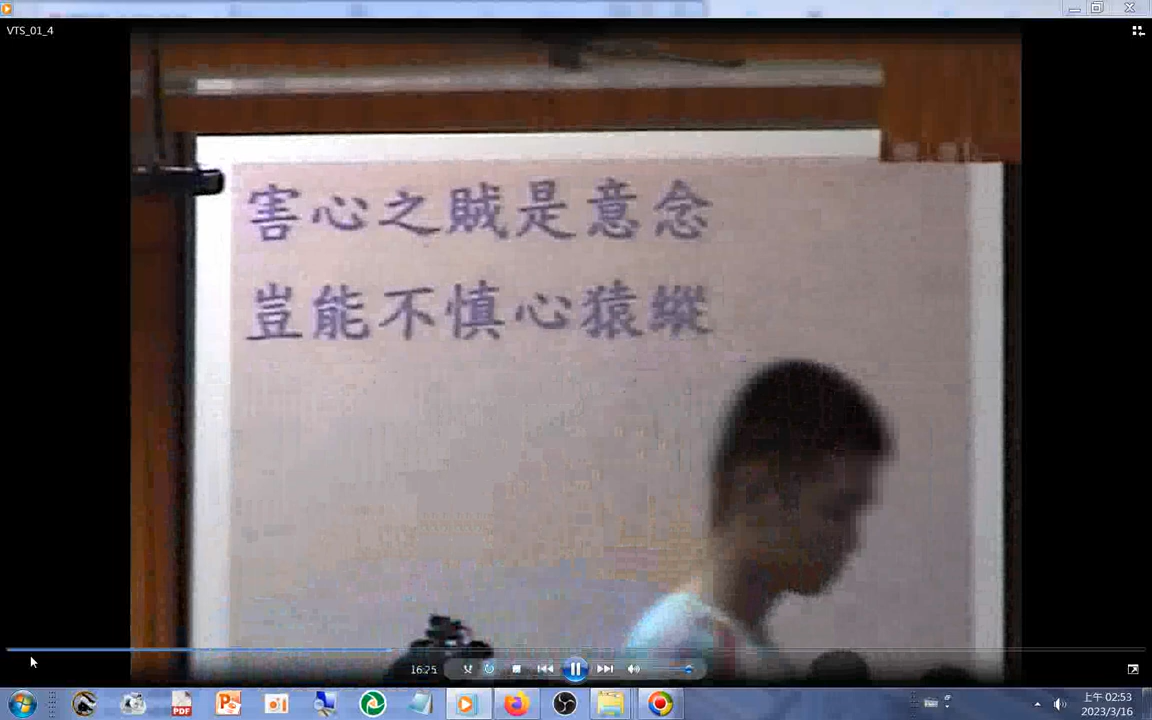 VTS_01_4
害心之賊是意念
豈能不慎心猿縱
16:25
PDF
上午 02:53
2023/3/16